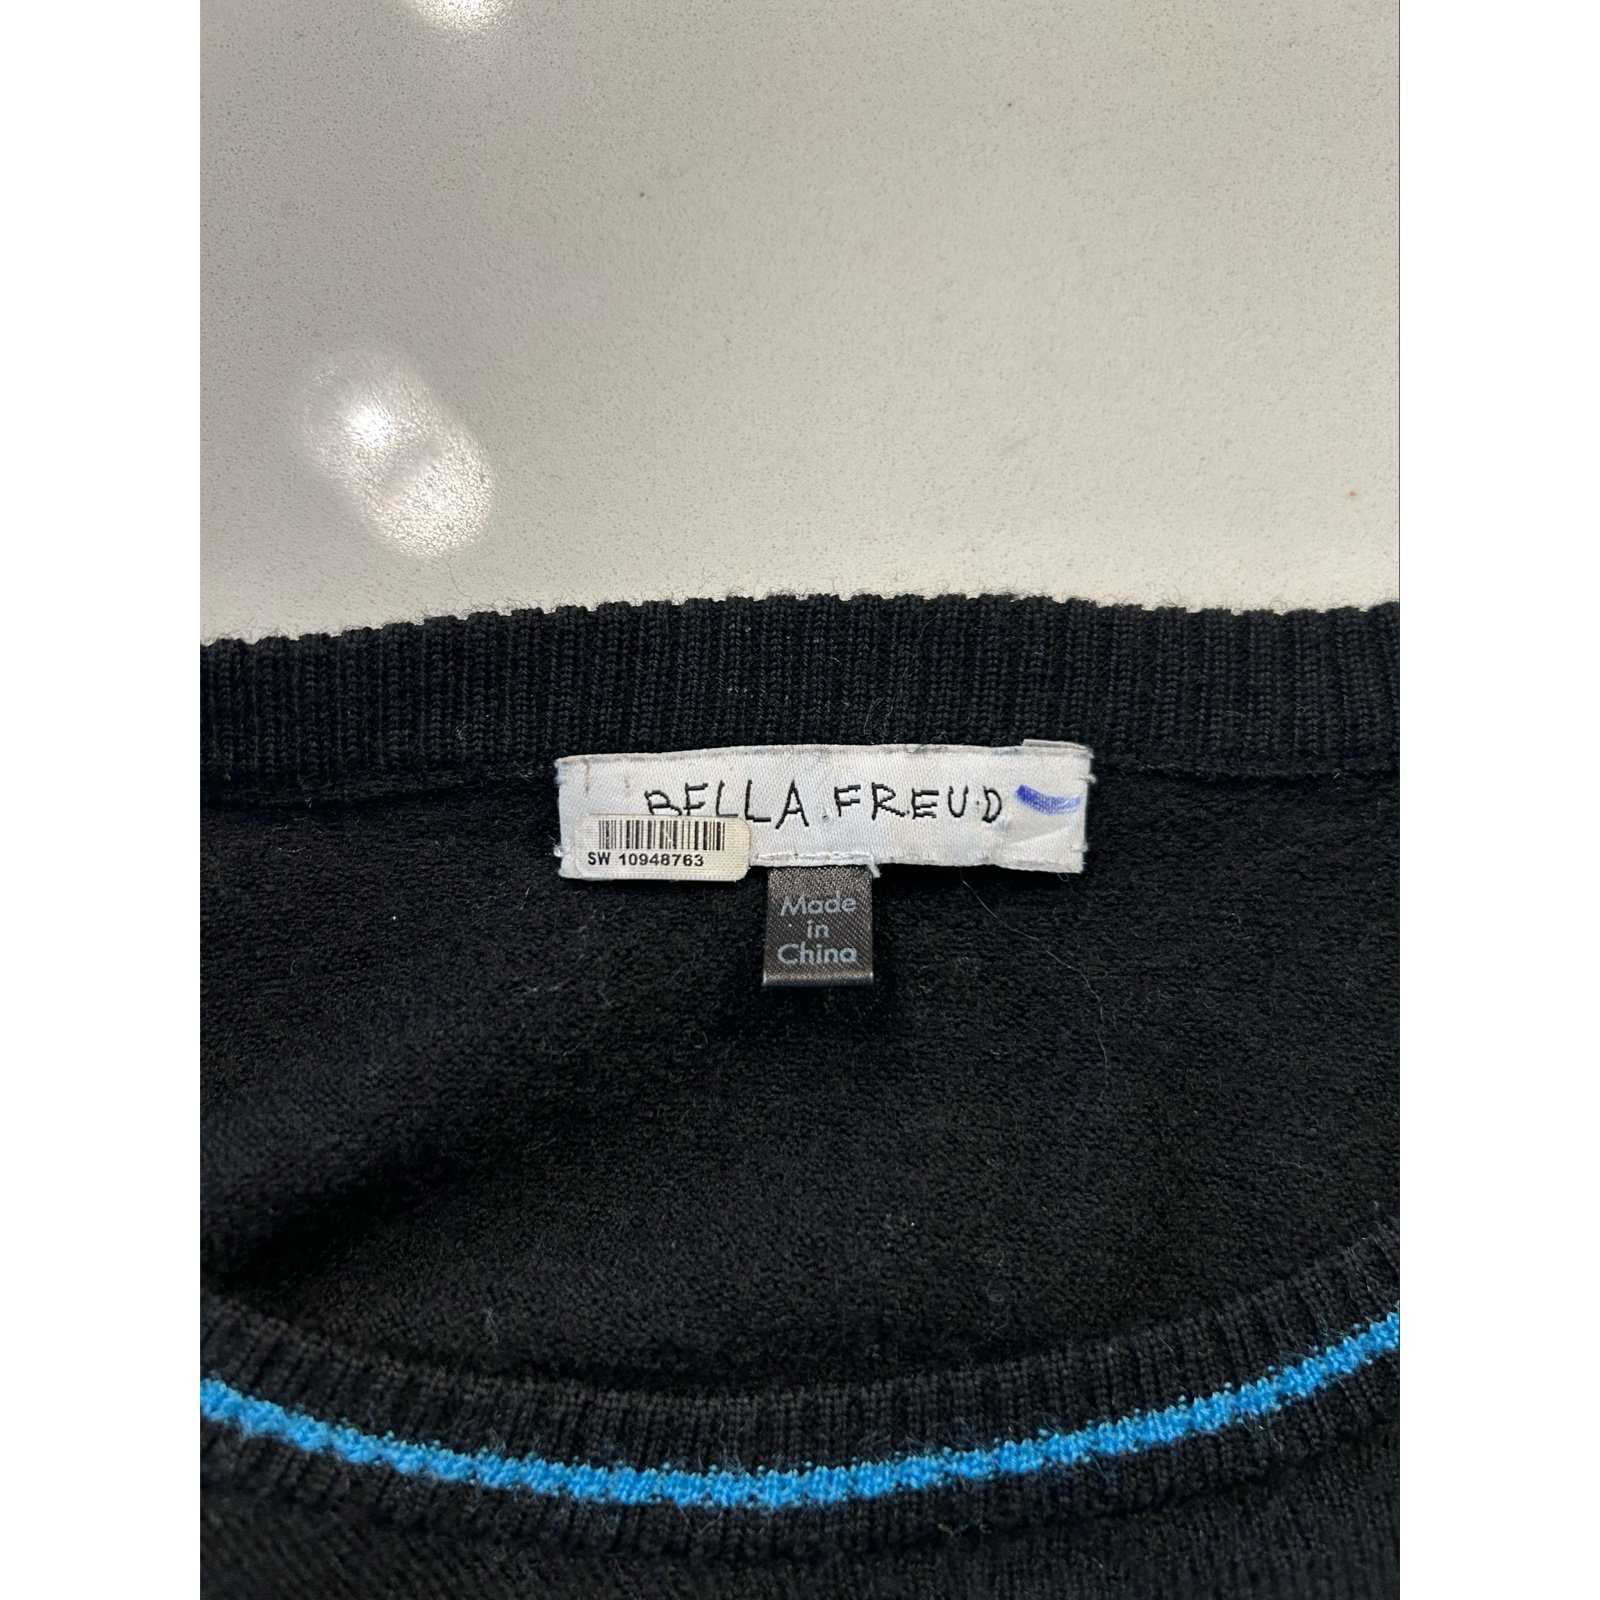 BELLA FREUD
SW 10948763
Made
in
China